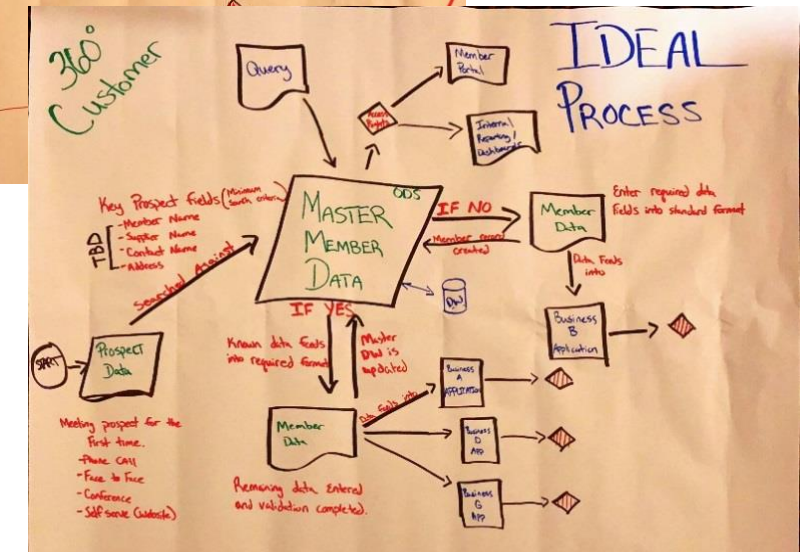 360°
Customer
IDEAL
PROCESS
Query
Member
Portal
Access
Rights
Internal
Reporting/
Dashboards
Key Prospect Fields (Minimum
search criteria)
TBD
- Member Name
- Supplier Name
- Contact Name
- Address
Searched Against
ODS
MASTER
MEMBER
DATA
IF NO
Member record
created
Member
Data
Enter required data
fields into standard format
Data Feeds
into
Business
B
Application
DW
IF YES
Known data feeds
into required format
Master
DW is
updated
START
Prospect
Data
Meeting prospect for the
first time.
- Phone Call
- Face to Face
- Conference
- Self serve (website)
Member
Data
Data Feeds into
Business
A
APPLICATION
Business
D
App
Business
G
App
Remaining data entered
and validation completed.